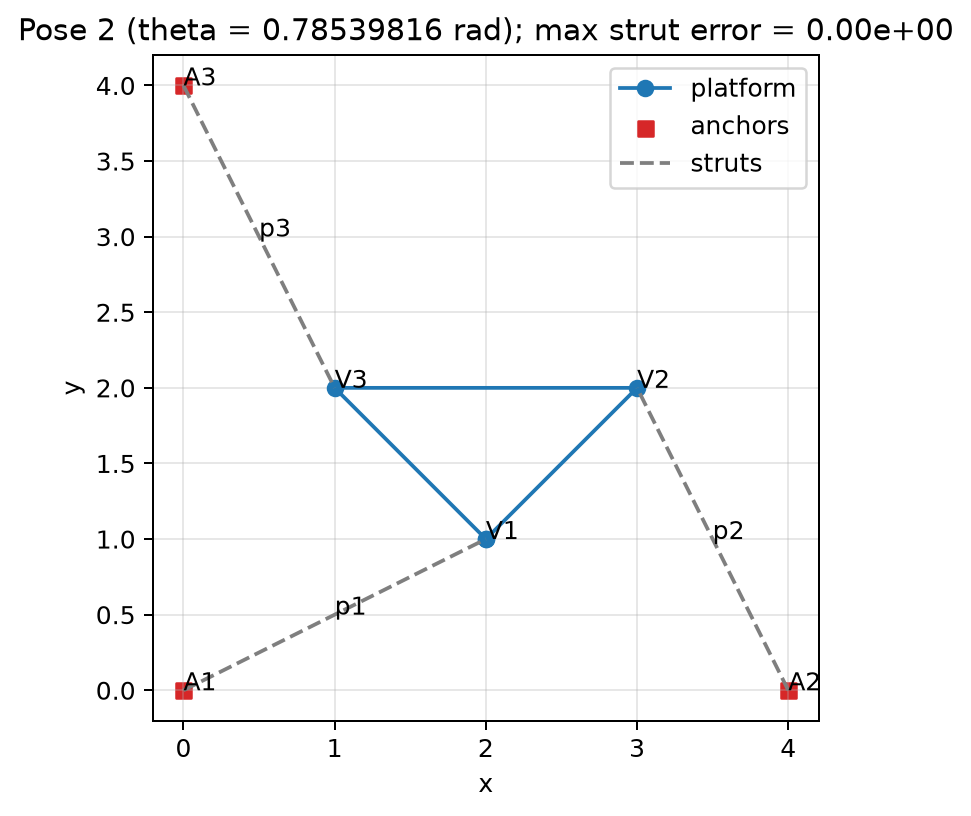 Pose 2 (theta = 0.78539816 rad); max strut error = 0.00e+00
platform
anchors
struts
A3
p3
V3
V2
V1
p2
p1
A1
A2
4.0
3.5
3.0
2.5
2.0
1.5
1.0
0.5
0.0
y
0 1 2 3 4
x